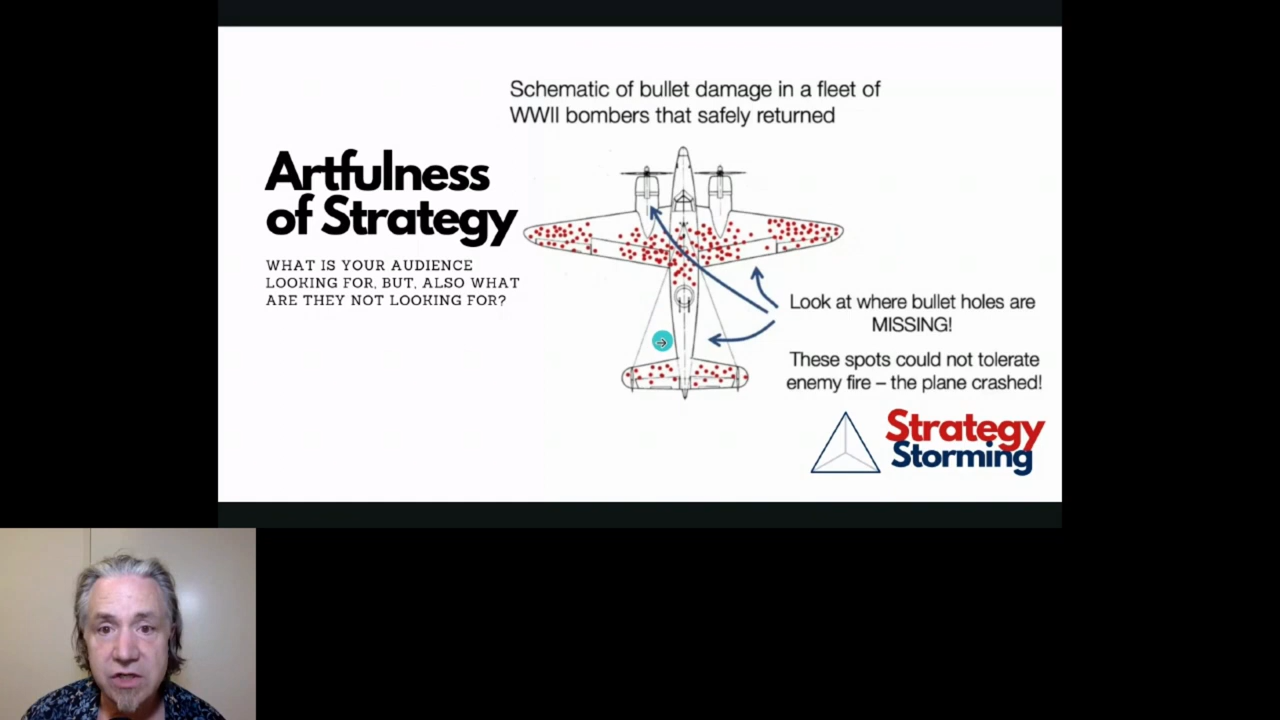 Schematic of bullet damage in a fleet of
WWII bombers that safely returned
Artfulness
of Strategy
WHAT IS YOUR AUDIENCE
LOOKING FOR, BUT, ALSO WHAT
ARE THEY NOT LOOKING FOR?
Look at where bullet holes are
MISSING!
These spots could not tolerate
enemy fire – the plane crashed!
Strategy
Storming